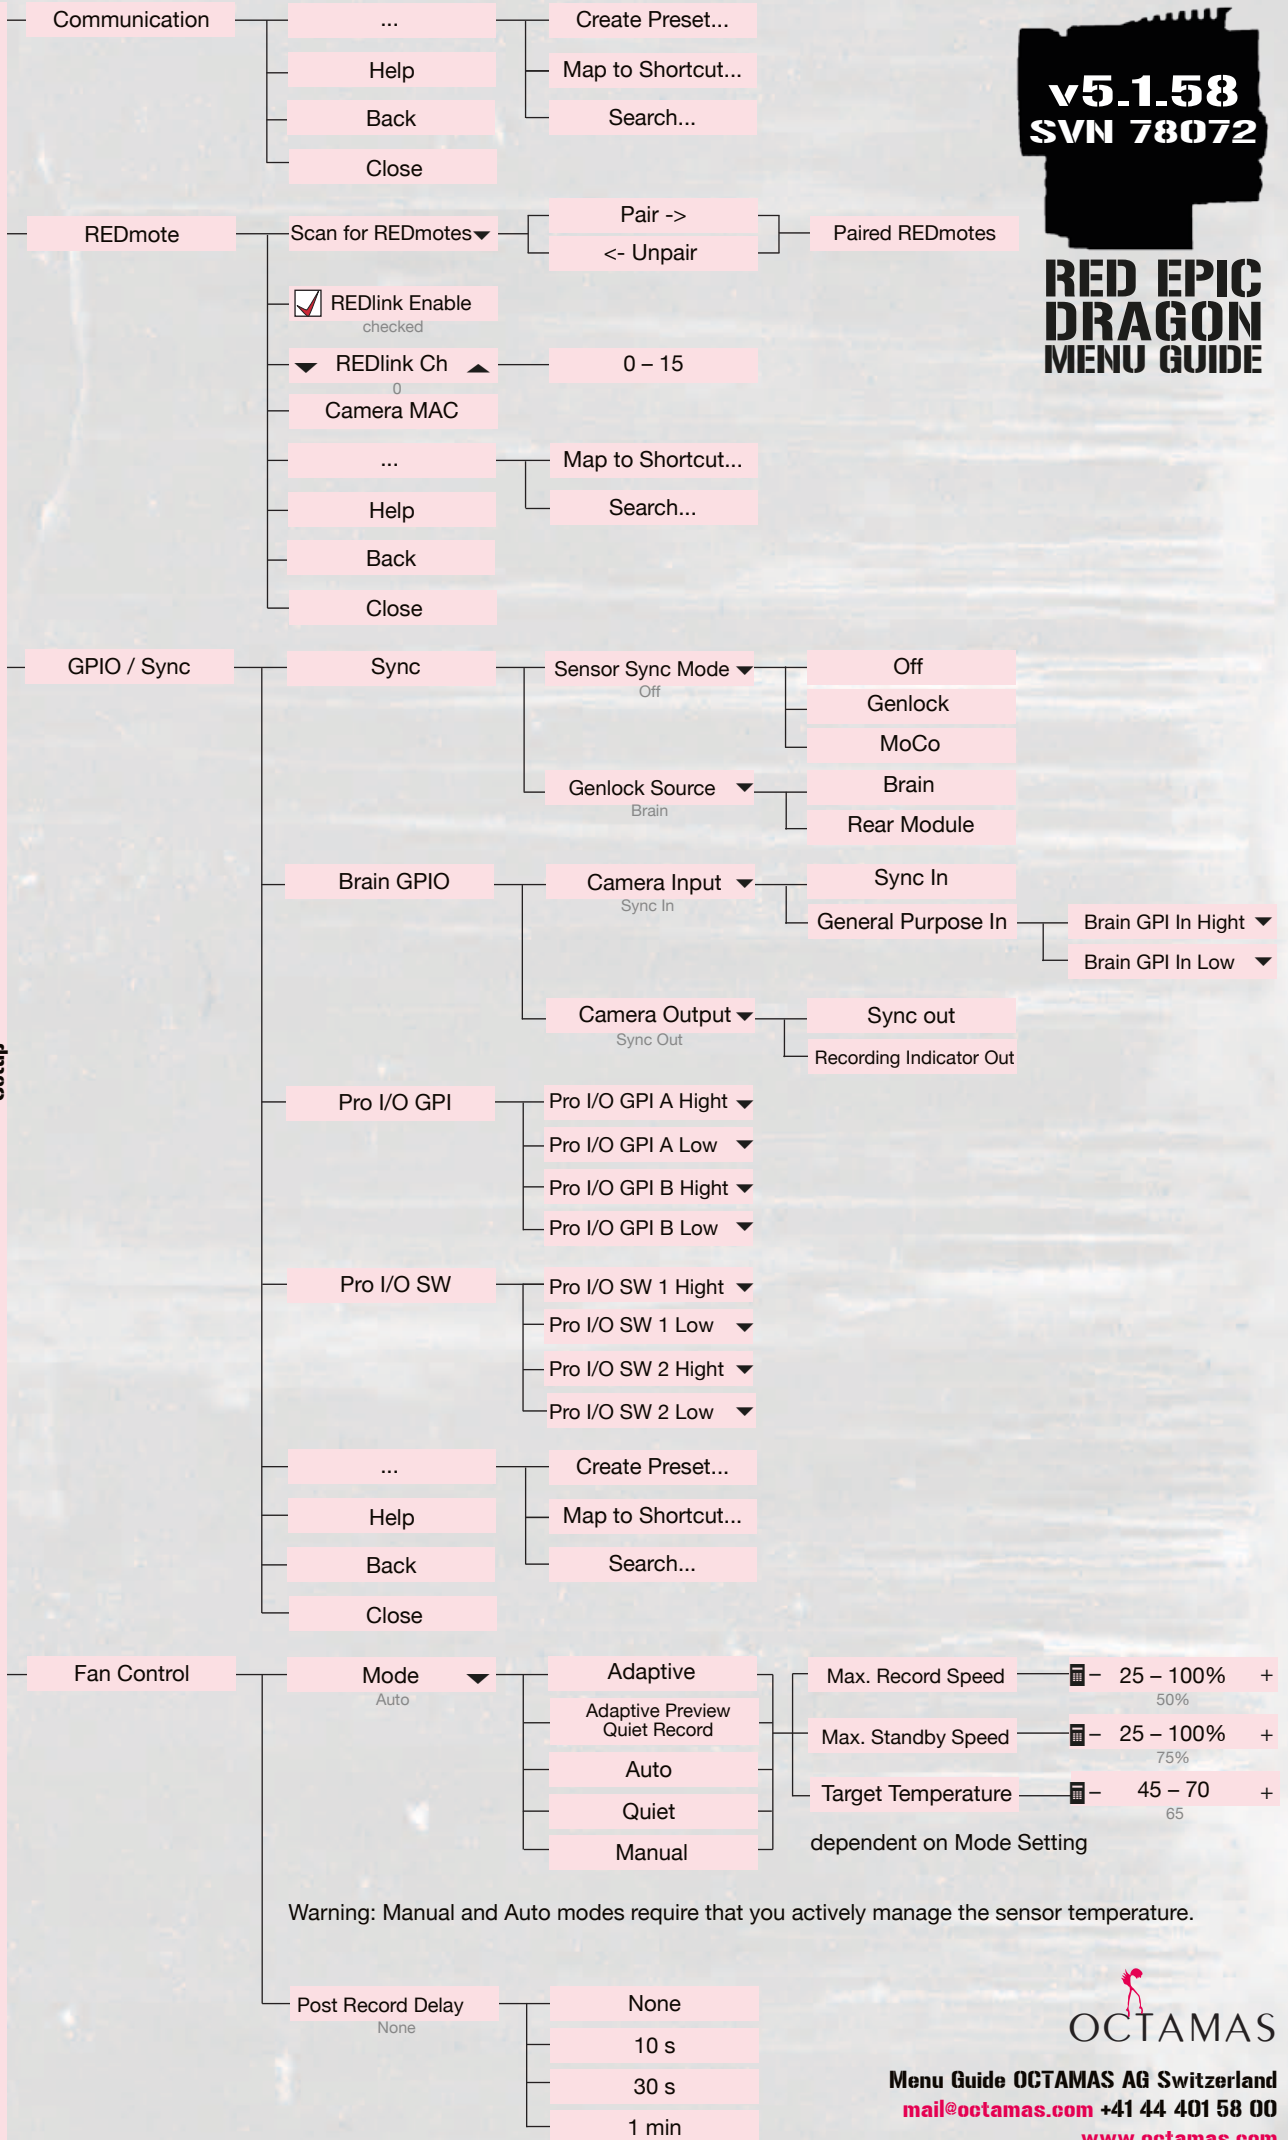 Communication
...
Create Preset...
Help
Map to Shortcut...
Back
Search...
Close
v5.1.58
SVN 78072
RED EPIC
DRAGON
MENU GUIDE
REDmote
Scan for REDmotes
Pair ->
<- Unpair
Paired REDmotes
REDlink Enable
checked
REDlink Ch
0
0 – 15
Camera MAC
...
Map to Shortcut...
Help
Search...
Back
Close
GPIO / Sync
Sync
Sensor Sync Mode
Off
Off
Genlock
MoCo
Genlock Source
Brain
Brain
Rear Module
Brain GPIO
Camera Input
Sync In
Sync In
General Purpose In
Brain GPI In Hight
Brain GPI In Low
Camera Output
Sync Out
Sync out
Recording Indicator Out
Setup
Pro I/O GPI
Pro I/O GPI A Hight
Pro I/O GPI A Low
Pro I/O GPI B Hight
Pro I/O GPI B Low
Pro I/O SW
Pro I/O SW 1 Hight
Pro I/O SW 1 Low
Pro I/O SW 2 Hight
Pro I/O SW 2 Low
...
Create Preset...
Help
Map to Shortcut...
Back
Search...
Close
Fan Control
Mode
Auto
Adaptive
Adaptive Preview
Quiet Record
Auto
Quiet
Manual
Max. Record Speed
– 25 – 100% +
50%
Max. Standby Speed
– 25 – 100% +
75%
Target Temperature
– 45 – 70 +
65
dependent on Mode Setting
Warning: Manual and Auto modes require that you actively manage the sensor temperature.
Post Record Delay
None
None
10 s
30 s
1 min
OCTAMAS
Menu Guide OCTAMAS AG Switzerland
mail@octamas.com +41 44 401 58 00
www.octamas.com